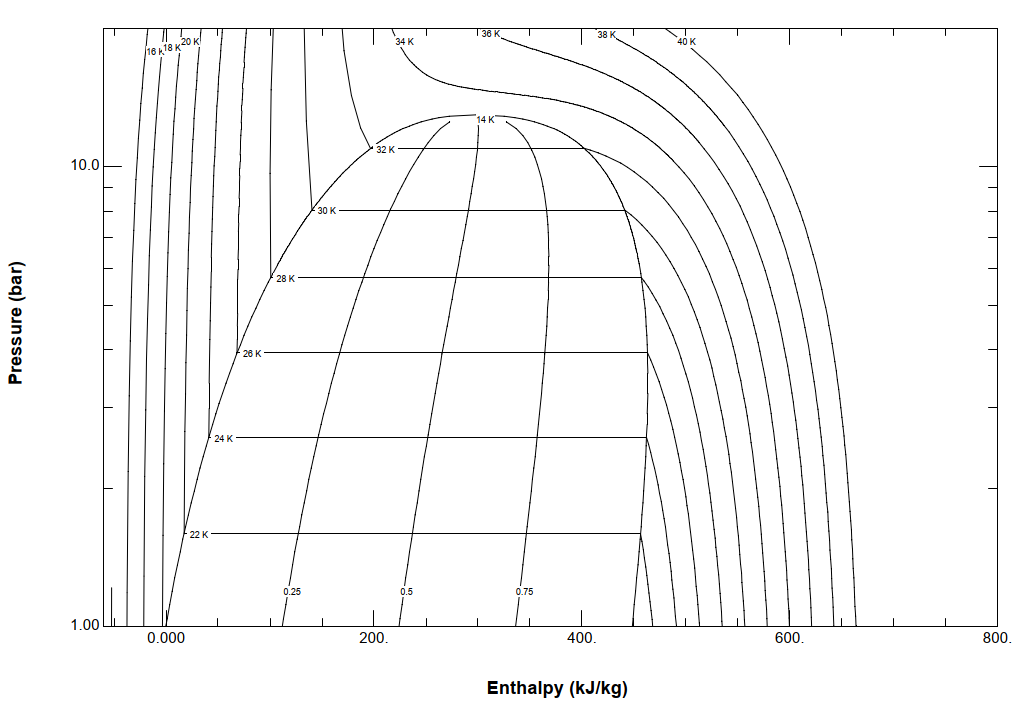 16 K 18 K 20 K 34 K 36 K 38 K 40 K
14 K
32 K
10.0
30 K
28 K
Pressure (bar)
26 K
24 K
22 K
0.25 0.5 0.75
1.00
0.000 200. 400. 600. 800.
Enthalpy (kJ/kg)